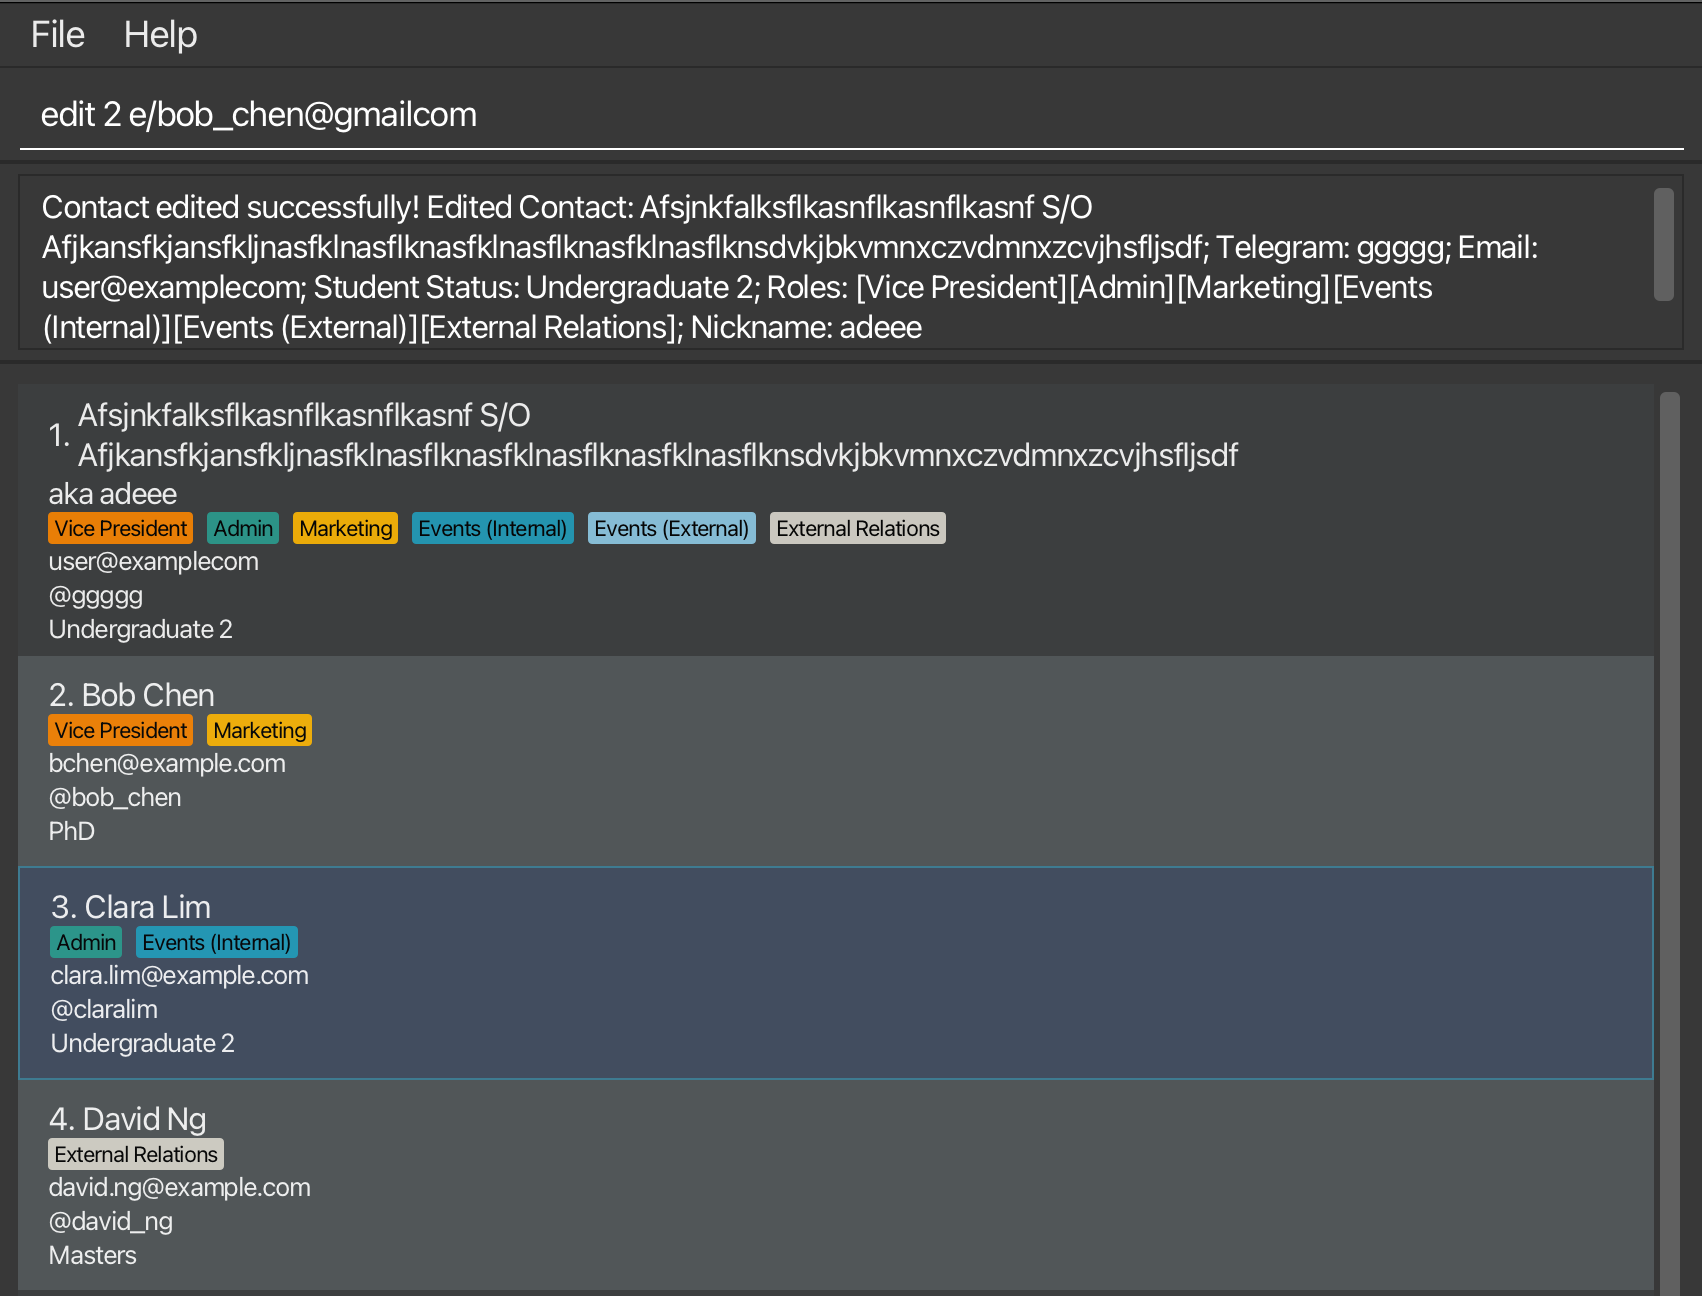 File Help
edit 2 e/bob_chen@gmailcom
Contact edited successfully! Edited Contact: Afsjnkfalksflkasnflkasnflkasnf S/O
Afjkansfkjansfkljnasfklnasflknasfklnasflknasfklnasflknsdvkjbkvmnxczvdmnxzcvjhsfljsdf; Telegram: ggggg; Email:
user@examplecom; Student Status: Undergraduate 2; Roles: [Vice President][Admin][Marketing][Events
(Internal)][Events (External)][External Relations]; Nickname: adeee
1. Afsjnkfalksflkasnflkasnflkasnf S/O
Afjkansfkjansfkljnasfklnasflknasfklnasflknasfklnasflknsdvkjbkvmnxczvdmnxzcvjhsfljsdf
aka adeee
Vice President Admin Marketing Events (Internal) Events (External) External Relations
user@examplecom
@ggggg
Undergraduate 2
2. Bob Chen
Vice President Marketing
bchen@example.com
@bob_chen
PhD
3. Clara Lim
Admin Events (Internal)
clara.lim@example.com
@claralim
Undergraduate 2
4. David Ng
External Relations
david.ng@example.com
@david_ng
Masters